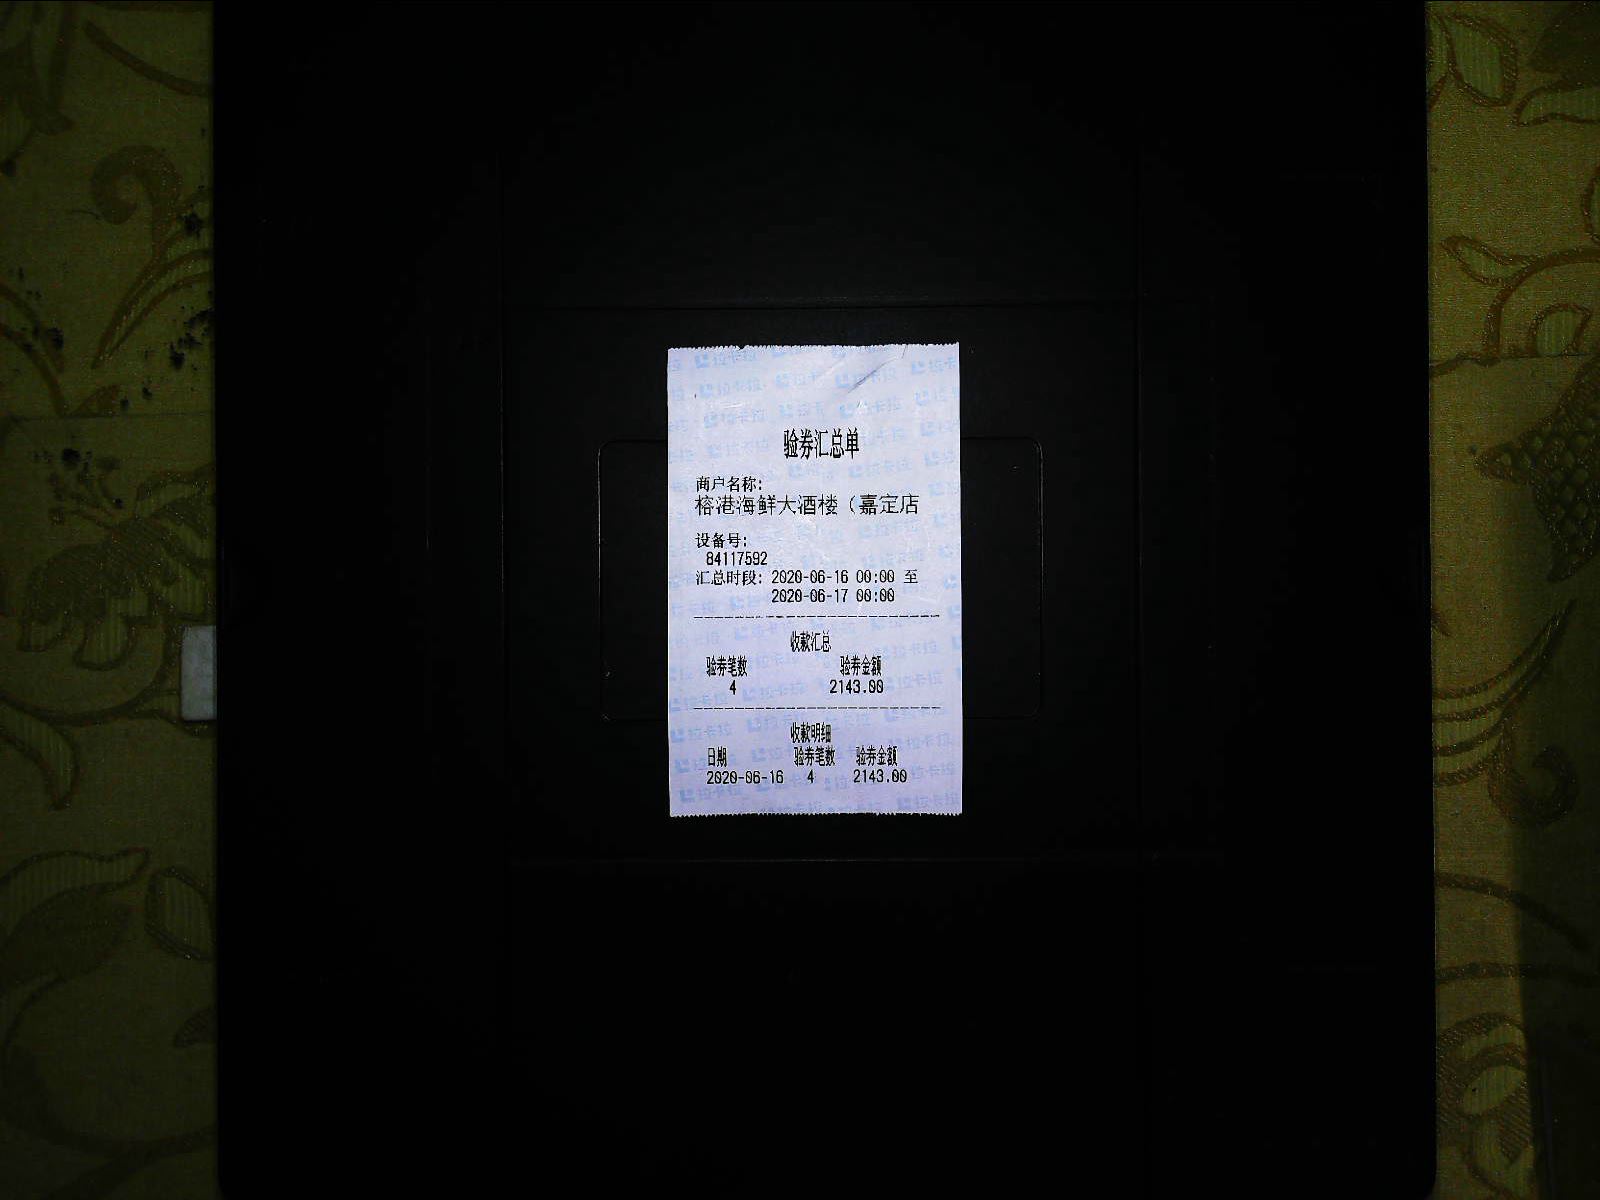 验券汇总单
商户名称:
榕港海鲜大酒楼（嘉定店
设备号:
84117592
汇总时段: 2020-06-16 00:00 至
2020-06-17 00:00
收款汇总
验券笔数 验券金额
4 2143.00
收款明细
日期 验券笔数 验券金额
2020-06-16 4 2143.00